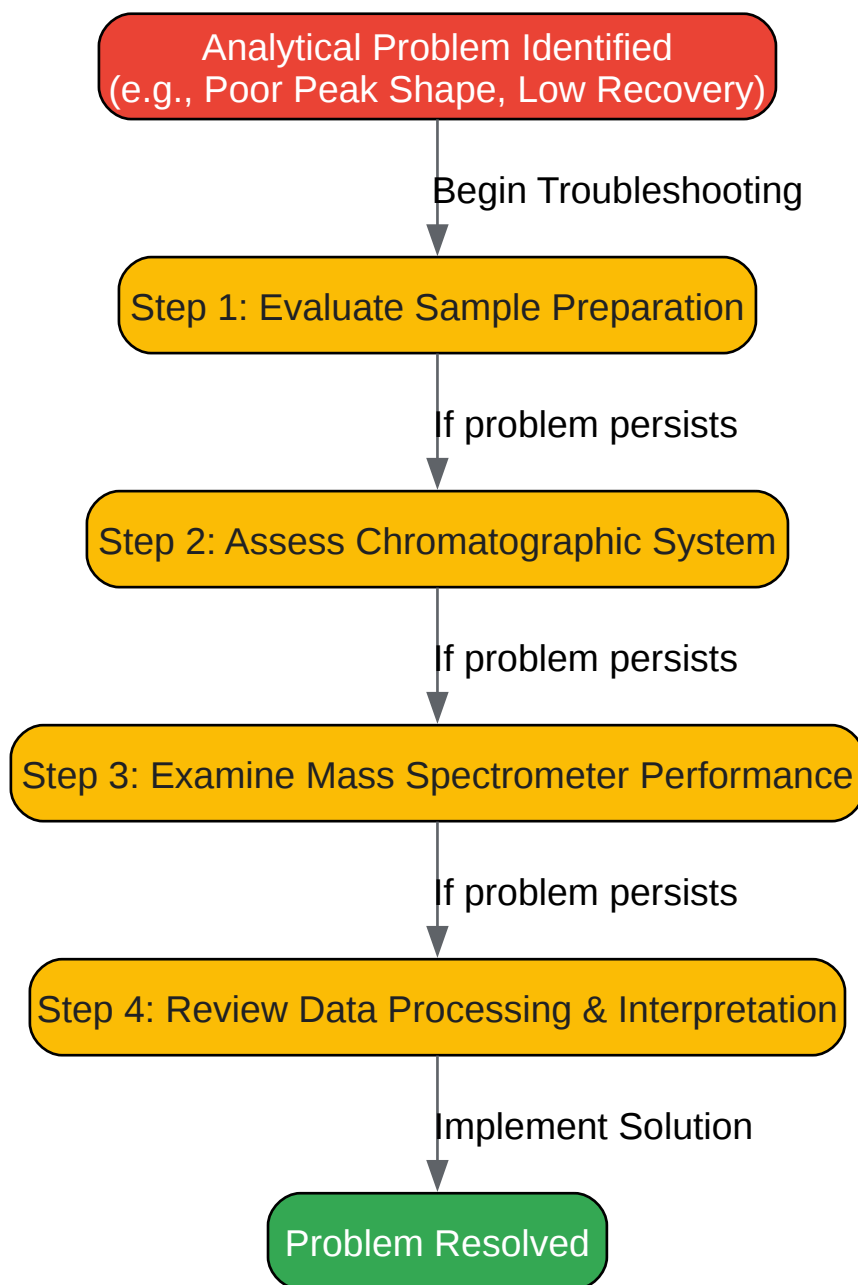 Analytical Problem Identified
(e.g., Poor Peak Shape, Low Recovery)
Begin Troubleshooting
Step 1: Evaluate Sample Preparation
If problem persists
Step 2: Assess Chromatographic System
If problem persists
Step 3: Examine Mass Spectrometer Performance
If problem persists
Step 4: Review Data Processing & Interpretation
Implement Solution
Problem Resolved